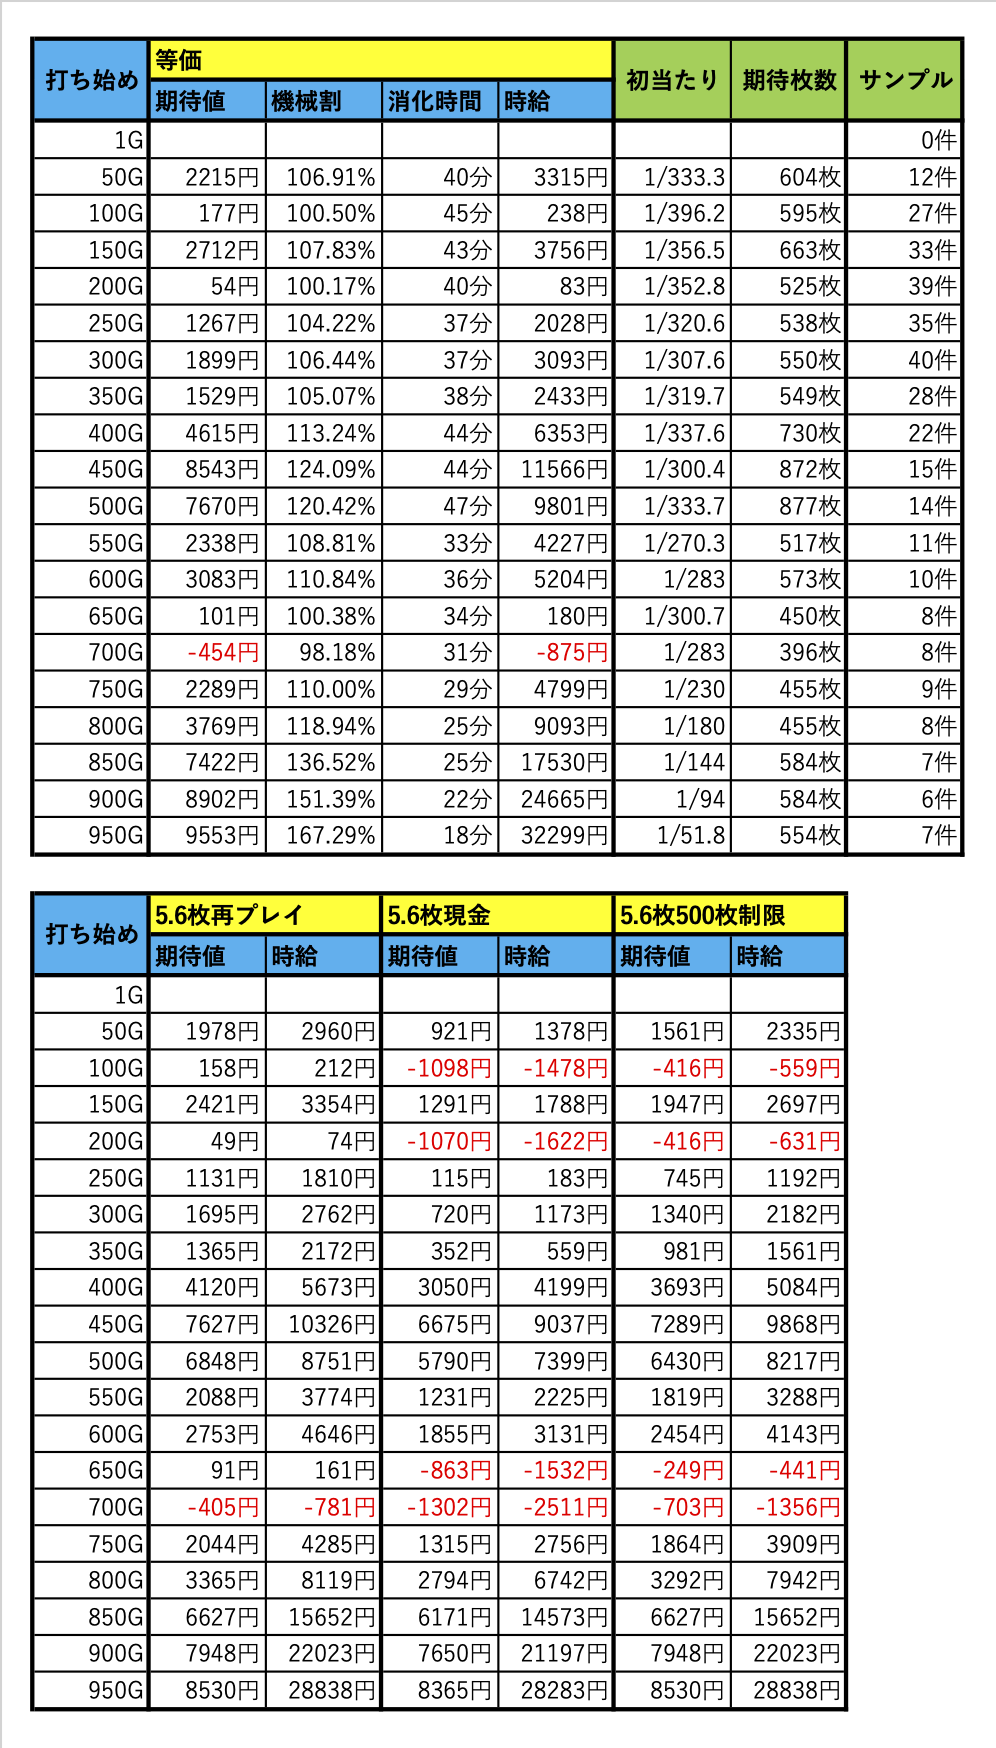 打ち始め 等価 初当たり 期待枚数 サンプル
期待値 機械割 消化時間 時給
1G 0件
50G 2215円 106.91% 40分 3315円 1/333.3 604枚 12件
100G 177円 100.50% 45分 238円 1/396.2 595枚 27件
150G 2712円 107.83% 43分 3756円 1/356.5 663枚 33件
200G 54円 100.17% 40分 83円 1/352.8 525枚 39件
250G 1267円 104.22% 37分 2028円 1/320.6 538枚 35件
300G 1899円 106.44% 37分 3093円 1/307.6 550枚 40件
350G 1529円 105.07% 38分 2433円 1/319.7 549枚 28件
400G 4615円 113.24% 44分 6353円 1/337.6 730枚 22件
450G 8543円 124.09% 44分 11566円 1/300.4 872枚 15件
500G 7670円 120.42% 47分 9801円 1/333.7 877枚 14件
550G 2338円 108.81% 33分 4227円 1/270.3 517枚 11件
600G 3083円 110.84% 36分 5204円 1/283 573枚 10件
650G 101円 100.38% 34分 180円 1/300.7 450枚 8件
700G -454円 98.18% 31分 -875円 1/283 396枚 8件
750G 2289円 110.00% 29分 4799円 1/230 455枚 9件
800G 3769円 118.94% 25分 9093円 1/180 455枚 8件
850G 7422円 136.52% 25分 17530円 1/144 584枚 7件
900G 8902円 151.39% 22分 24665円 1/94 584枚 6件
950G 9553円 167.29% 18分 32299円 1/51.8 554枚 7件
打ち始め 5.6枚再プレイ 5.6枚現金 5.6枚500枚制限
期待値 時給 期待値 時給 期待値 時給
1G
50G 1978円 2960円 921円 1378円 1561円 2335円
100G 158円 212円 -1098円 -1478円 -416円 -559円
150G 2421円 3354円 1291円 1788円 1947円 2697円
200G 49円 74円 -1070円 -1622円 -416円 -631円
250G 1131円 1810円 115円 183円 745円 1192円
300G 1695円 2762円 720円 1173円 1340円 2182円
350G 1365円 2172円 352円 559円 981円 1561円
400G 4120円 5673円 3050円 4199円 3693円 5084円
450G 7627円 10326円 6675円 9037円 7289円 9868円
500G 6848円 8751円 5790円 7399円 6430円 8217円
550G 2088円 3774円 1231円 2225円 1819円 3288円
600G 2753円 4646円 1855円 3131円 2454円 4143円
650G 91円 161円 -863円 -1532円 -249円 -441円
700G -405円 -781円 -1302円 -2511円 -703円 -1356円
750G 2044円 4285円 1315円 2756円 1864円 3909円
800G 3365円 8119円 2794円 6742円 3292円 7942円
850G 6627円 15652円 6171円 14573円 6627円 15652円
900G 7948円 22023円 7650円 21197円 7948円 22023円
950G 8530円 28838円 8365円 28283円 8530円 28838円